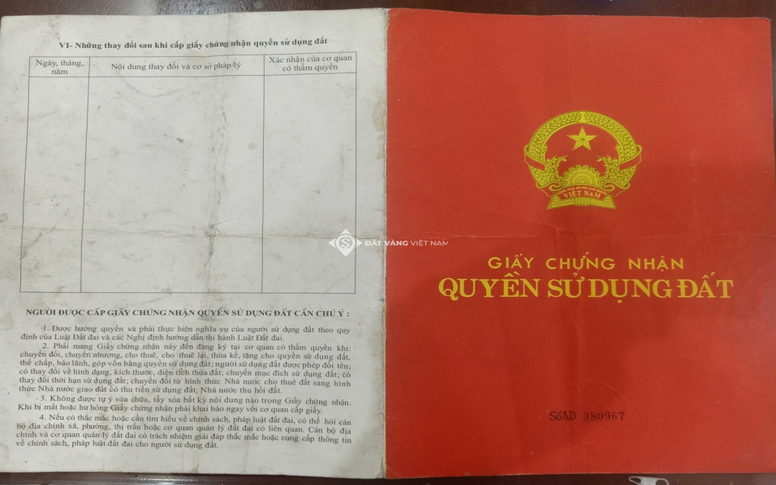 VI- Những thay đổi sau khi cấp giấy chứng nhận quyền sử dụng đất
Ngày, tháng, năm
Nội dung thay đổi và cơ sở pháp lý
Xác nhận của cơ quan có thẩm quyền
NGƯỜI ĐƯỢC CẤP GIẤY CHỨNG NHẬN QUYỀN SỬ DỤNG ĐẤT CẦN CHÚ Ý :
1. Được hưởng quyền và phải thực hiện nghĩa vụ của người sử dụng đất theo quy
định của Luật Đất đai và các Nghị định hướng dẫn thi hành Luật Đất đai.
2. Phải mang Giấy chứng nhận này đến đăng ký tại cơ quan có thẩm quyền khi:
chuyển đổi, chuyển nhượng, cho thuê, cho thuê lại, thừa kế, tặng cho quyền sử dụng đất,
thế chấp, bảo lãnh, góp vốn bằng quyền sử dụng đất; người sử dụng đất được phép đổi tên;
có thay đổi về hình dạng, kích thước, diện tích thửa đất; chuyển mục đích sử dụng đất; có
thay đổi thời hạn sử dụng đất; chuyển đổi từ hình thức Nhà nước cho thuê đất sang hình
thức Nhà nước giao đất có thu tiền sử dụng đất; Nhà nước thu hồi đất.
3. Không được tự ý sửa chữa, tẩy xóa bất kỳ nội dung nào trong Giấy chứng nhận.
Khi bị mất hoặc hư hỏng Giấy chứng nhận phải khai báo ngay với cơ quan cấp giấy.
4. Nếu có thắc mắc hoặc cần tìm hiểu về chính sách, pháp luật đất đai, có thể hỏi cán
bộ địa chính xã, phường, thị trấn hoặc cơ quan quản lý đất đai có liên quan. Cán bộ địa
chính và cơ quan quản lý đất đai có trách nhiệm giải đáp thắc mắc hoặc cung cấp thông tin
về chính sách, pháp luật đất đai cho người sử dụng đất.
ĐẤT VÀNG VIỆT NAM
VIỆT NAM
GIẤY CHỨNG NHẬN
QUYỀN SỬ DỤNG ĐẤT
SốAD 380967